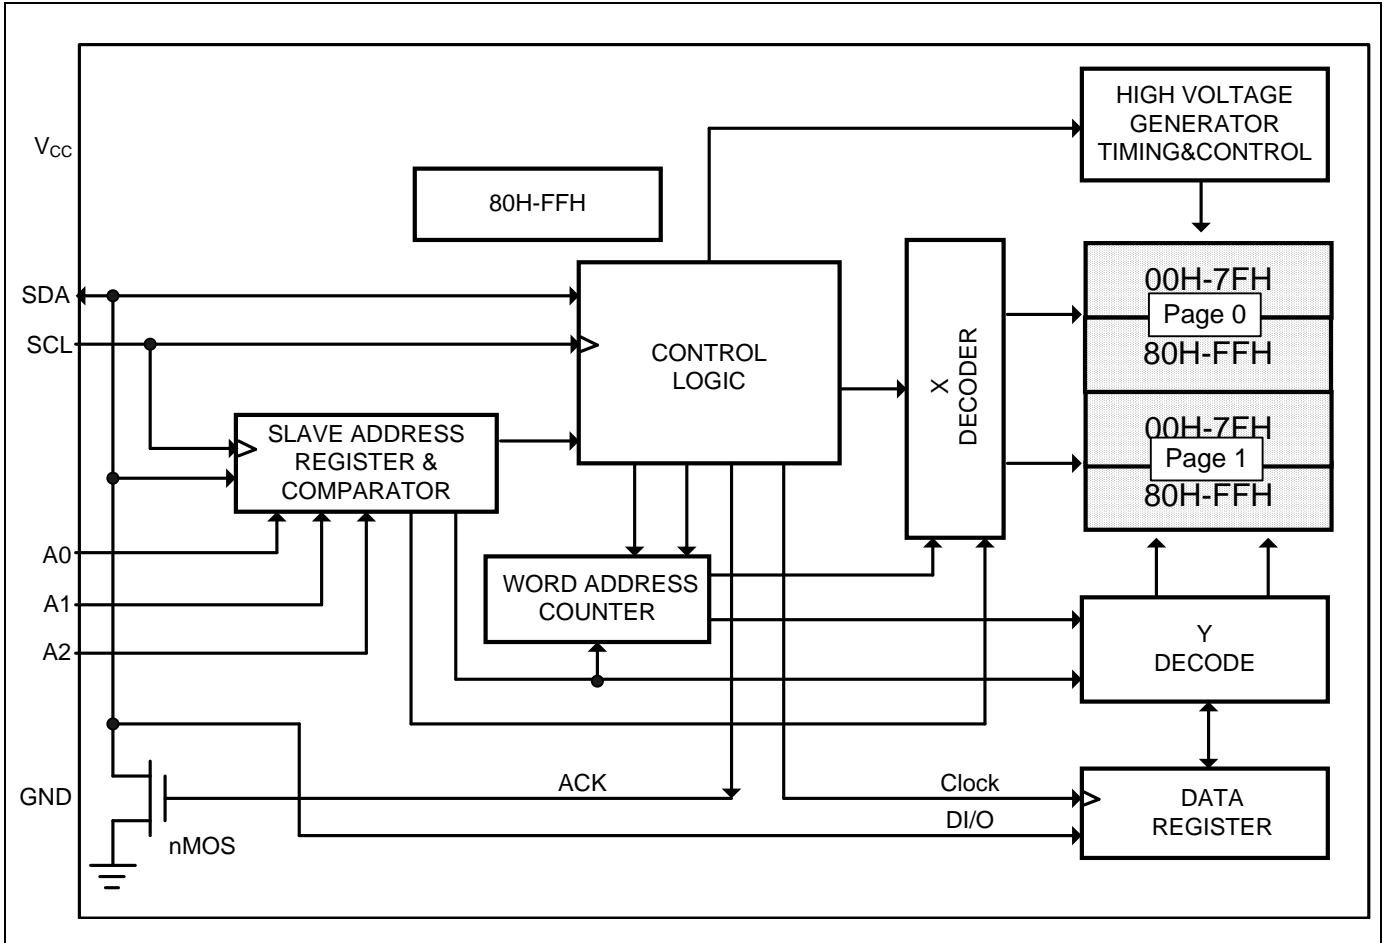 HIGH VOLTAGE
GENERATOR
TIMING&CONTROL
VCC
80H-FFH
SDA
SCL
CONTROL
LOGIC
X
DECODER
00H-7FH
Page 0
80H-FFH
00H-7FH
Page 1
80H-FFH
SLAVE ADDRESS
REGISTER &
COMPARATOR
A0
A1
A2
WORD ADDRESS
COUNTER
Y
DECODE
GND
nMOS
ACK
Clock
DI/O
DATA
REGISTER